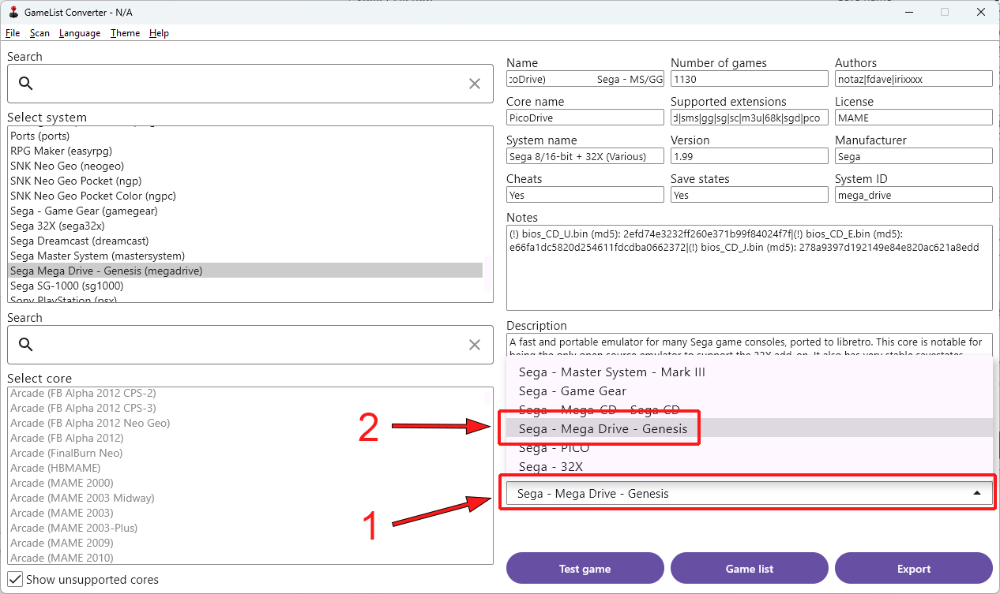 GameList Converter - N/A
File Scan Language Theme Help
Search
Select system
Ports (ports)
RPG Maker (easyrpg)
SNK Neo Geo (neogeo)
SNK Neo Geo Pocket (ngp)
SNK Neo Geo Pocket Color (ngpc)
Sega - Game Gear (gamegear)
Sega 32X (sega32x)
Sega Dreamcast (dreamcast)
Sega Master System (mastersystem)
Sega Mega Drive - Genesis (megadrive)
Sega SG-1000 (sg1000)
Sony PlayStation (psx)
Search
Select core
Arcade (FB Alpha 2012 CPS-2)
Arcade (FB Alpha 2012 CPS-3)
Arcade (FB Alpha 2012 Neo Geo)
Arcade (FB Alpha 2012)
Arcade (FinalBurn Neo)
Arcade (HBMAME)
Arcade (MAME 2000)
Arcade (MAME 2003 Midway)
Arcade (MAME 2003)
Arcade (MAME 2003-Plus)
Arcade (MAME 2009)
Arcade (MAME 2010)
Show unsupported cores
Name Number of games Authors
coDrive) Sega - MS/GG 1130 notaz|fdave|irixxxx
Core name Supported extensions License
PicoDrive d|sms|gg|sg|sc|m3u|68k|sgd|pco MAME
System name Version Manufacturer
Sega 8/16-bit + 32X (Various) 1.99 Sega
Cheats Save states System ID
Yes Yes mega_drive
Notes
(!) bios_CD_U.bin (md5): 2efd74e3232ff260e371b99f84024f7f|(!) bios_CD_E.bin (md5):
e66fa1dc5820d254611fdcdba0662372|(!) bios_CD_J.bin (md5): 278a9397d192149e84e820ac621a8edd
Description
A fast and portable emulator for many Sega game consoles, ported to libretro. This core is notable for
being the only open source emulator to support the 32X add-on. It also has very stable savestates
Sega - Master System - Mark III
Sega - Game Gear
Sega - Mega-CD - Sega CD
2
Sega - Mega Drive - Genesis
Sega - PICO
Sega - 32X
1
Sega - Mega Drive - Genesis
Test game Game list Export